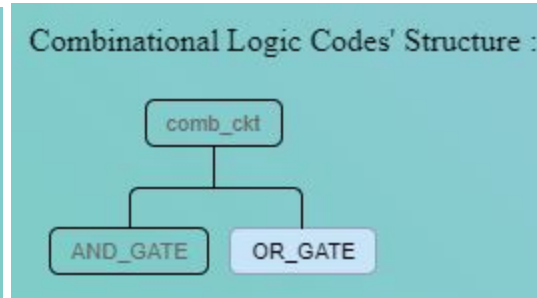 Combinational Logic Codes' Structure :
comb_ckt
AND_GATE OR_GATE